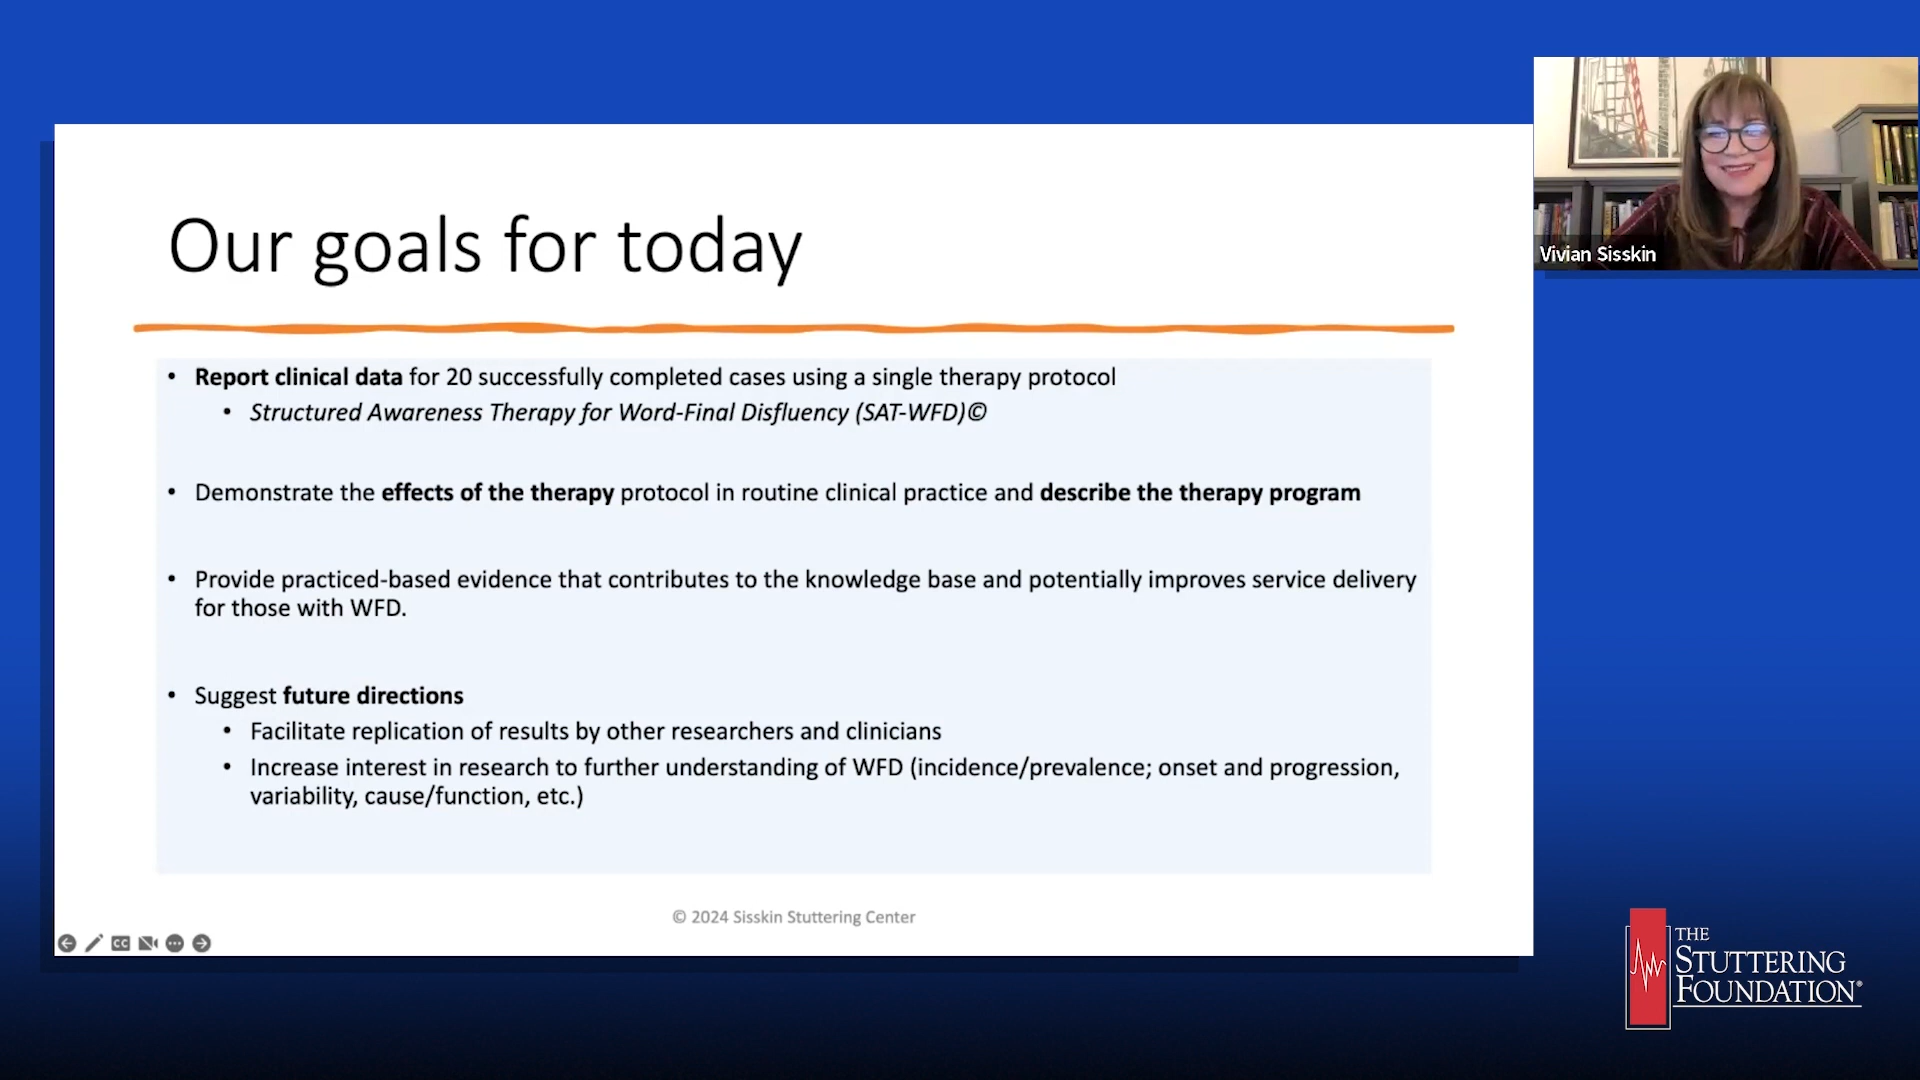 Our goals for today
• Report clinical data for 20 successfully completed cases using a single therapy protocol
• Structured Awareness Therapy for Word-Final Disfluency (SAT-WFD)©
• Demonstrate the effects of the therapy protocol in routine clinical practice and describe the therapy program
• Provide practiced-based evidence that contributes to the knowledge base and potentially improves service delivery
for those with WFD.
• Suggest future directions
• Facilitate replication of results by other researchers and clinicians
• Increase interest in research to further understanding of WFD (incidence/prevalence; onset and progression,
variability, cause/function, etc.)
© 2024 Sisskin Stuttering Center
CC
Vivian Sisskin
THE
STUTTERING
FOUNDATION®